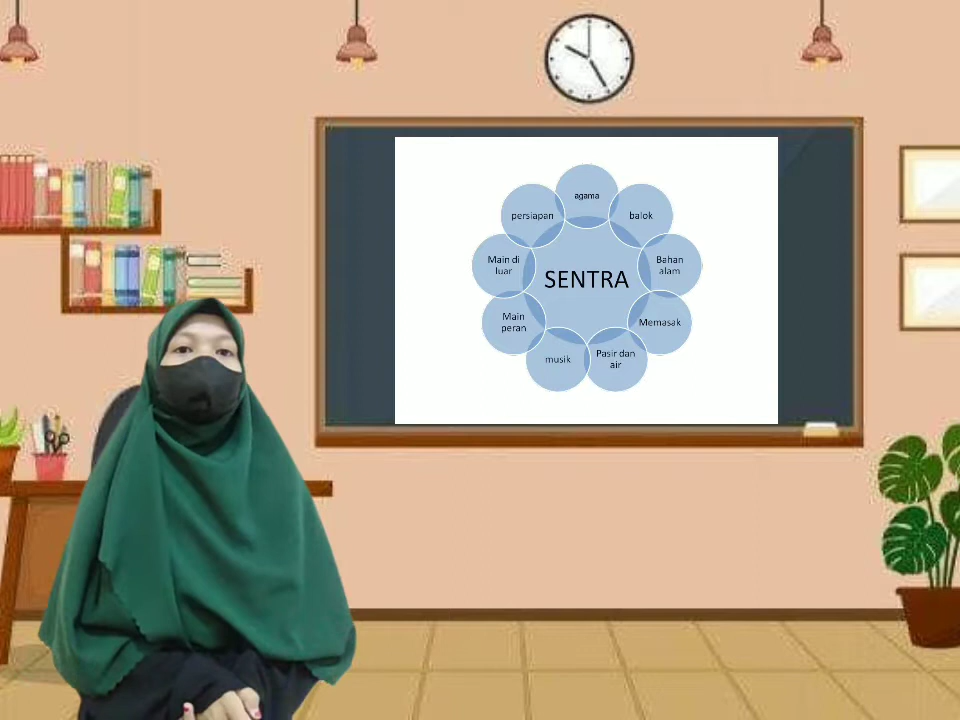 agama
persiapan
balok
Main di
luar
Bahan
alam
SENTRA
Main
peran
Memasak
musik
Pasir dan
air